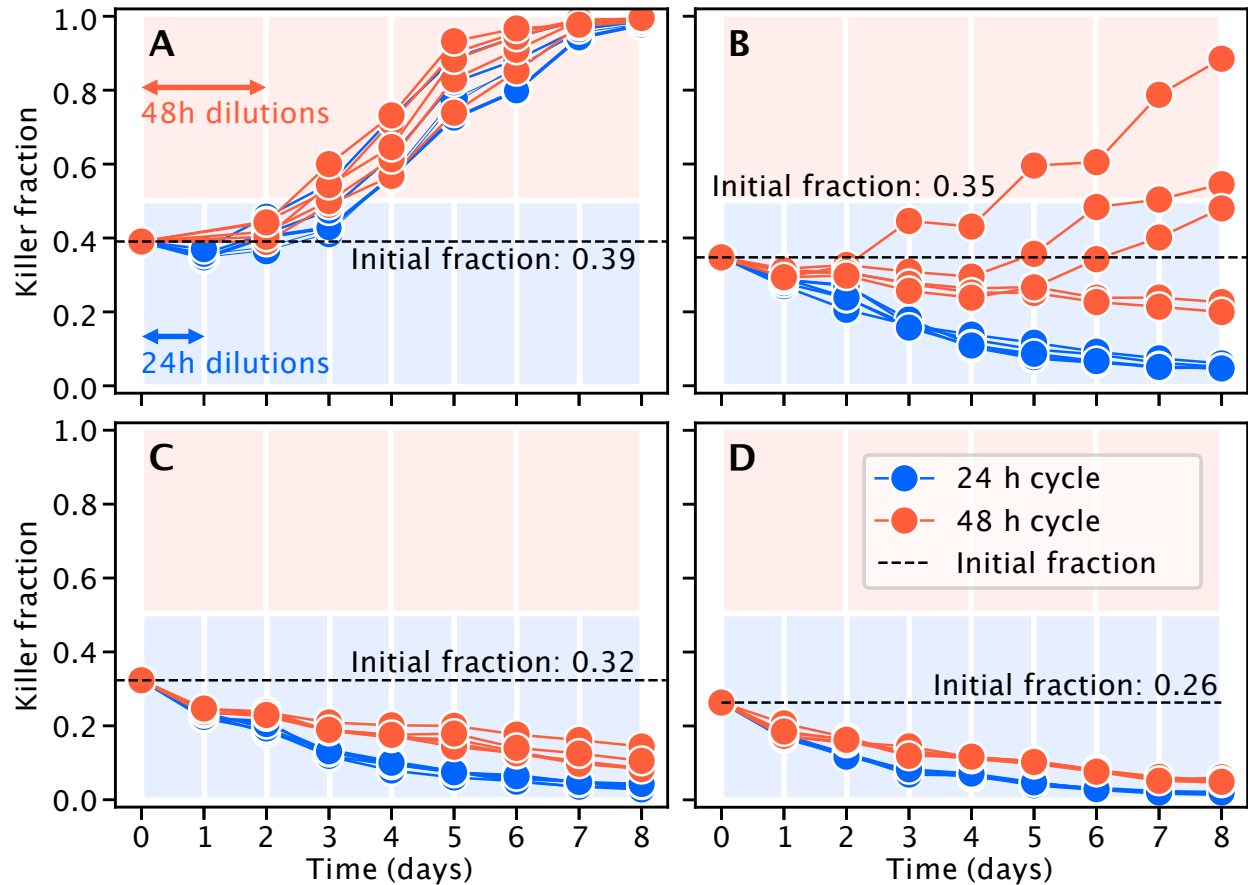 A
B
1.0
0.8
0.6
0.4
0.2
0.0
Killer fraction
48h dilutions
24h dilutions
Initial fraction: 0.39
Initial fraction: 0.35
C
D
1.0
0.8
0.6
0.4
0.2
0.0
Killer fraction
Initial fraction: 0.32
24 h cycle
48 h cycle
Initial fraction
Initial fraction: 0.26
0 1 2 3 4 5 6 7 8
Time (days)
0 1 2 3 4 5 6 7 8
Time (days)